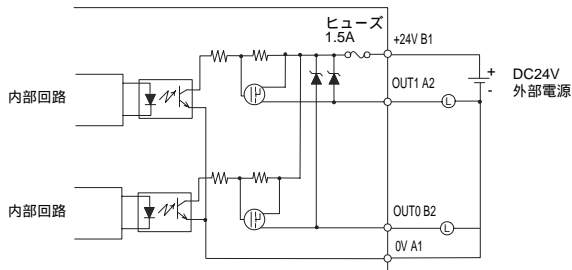 ヒューズ
1.5A
+24V B1
+
-
DC24V
外部電源
内部回路
OUT1 A2
L
内部回路
OUT0 B2
L
0V A1